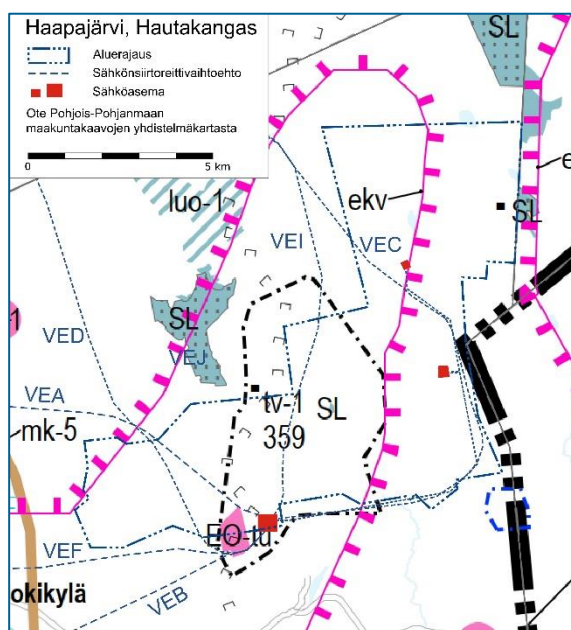 Haapajärvi, Hautakangas
Aluerajaus
Sähkönsiirtoreittivaihtoehto
Sähköasema
Ote Pohjois-Pohjanmaan
maakuntakaavojen yhdistelmäkartasta
0 5 km
SL
e
luo-1
ekv
SL
VEI
VEC
1
SL
VED
VEJ
VEA
tv-1
SL
359
mk-5
EO-tu
VEF
okikylä
VEB